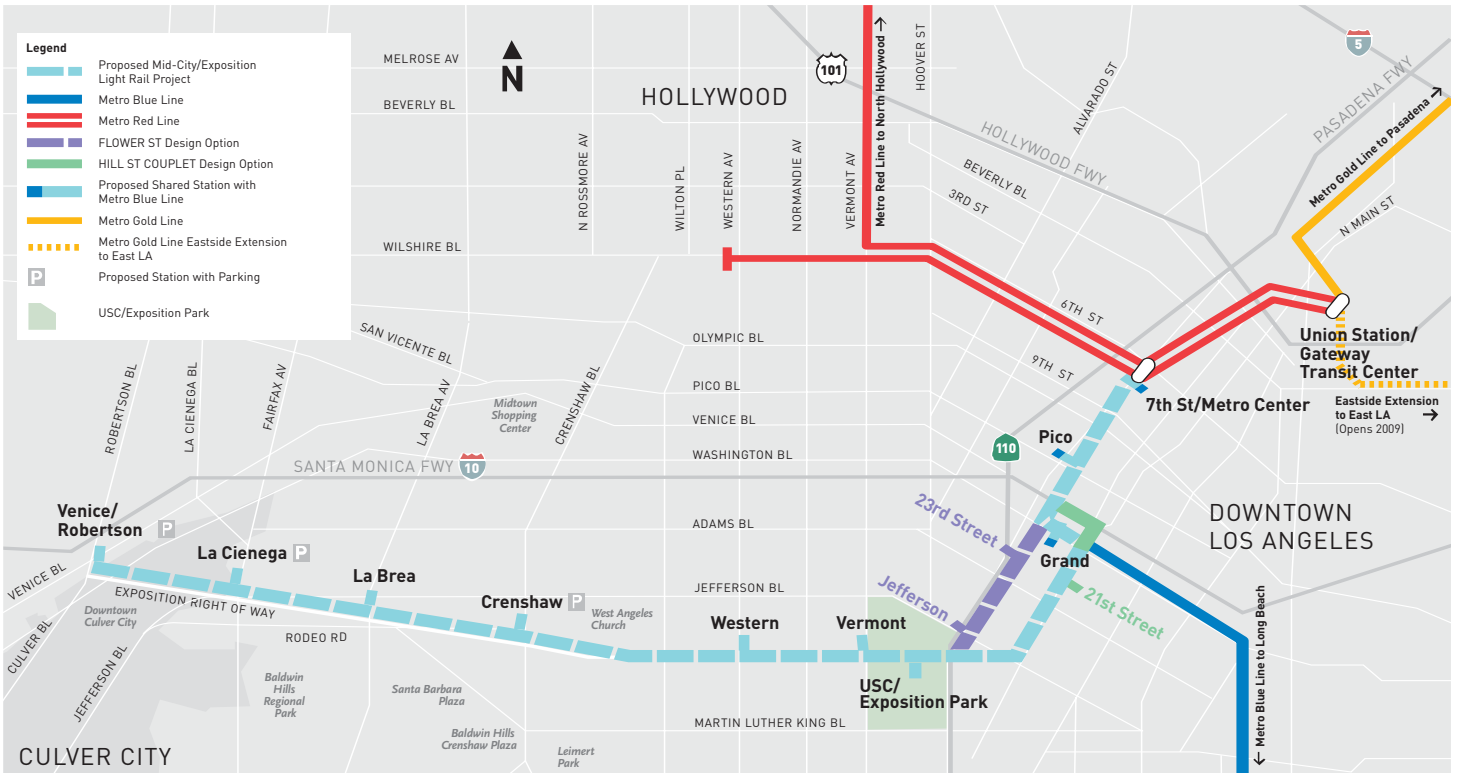 Legend
Proposed Mid-City/Exposition
Light Rail Project
Metro Blue Line
Metro Red Line
FLOWER ST Design Option
HILL ST COUPLET Design Option
Proposed Shared Station with
Metro Blue Line
Metro Gold Line
Metro Gold Line Eastside Extension
to East LA
P
Proposed Station with Parking
USC/Exposition Park
MELROSE AV
BEVERLY BL
WILSHIRE BL
N
HOLLYWOOD
101
5
HOOVER ST
ALVARADO ST
PASADENA FWY
HOLLYWOOD FWY
BEVERLY BL
3RD ST
N ROSSMORE AV
WILTON PL
WESTERN AV
NORMANDIE AV
VERMONT AV
Metro Red Line to North Hollywood →
Metro Gold Line to Pasadena →
N MAIN ST
6TH ST
9TH ST
Union Station/
Gateway
Transit Center
7th St/Metro Center
Eastside Extension
to East LA →
(Opens 2009)
SAN VICENTE BL
OLYMPIC BL
PICO BL
VENICE BL
WASHINGTON BL
ROBERTSON BL
LA CIENEGA BL
FAIRFAX AV
LA BREA AV
CRENSHAW BL
Midtown
Shopping
Center
SANTA MONICA FWY
10
110
Pico
23rd Street
Grand
DOWNTOWN
LOS ANGELES
Venice/
Robertson P
La Cienega P
La Brea
Crenshaw P
West Angeles
Church
ADAMS BL
JEFFERSON BL
Jefferson
21st Street
Western
Vermont
USC/
Exposition Park
MARTIN LUTHER KING BL
VENICE BL
EXPOSITION RIGHT OF WAY
Downtown
Culver City
CULVER BL
JEFFERSON BL
RODEO RD
Baldwin
Hills
Regional
Park
Santa Barbara
Plaza
Baldwin Hills
Crenshaw Plaza
Leimert
Park
CULVER CITY
← Metro Blue Line to Long Beach